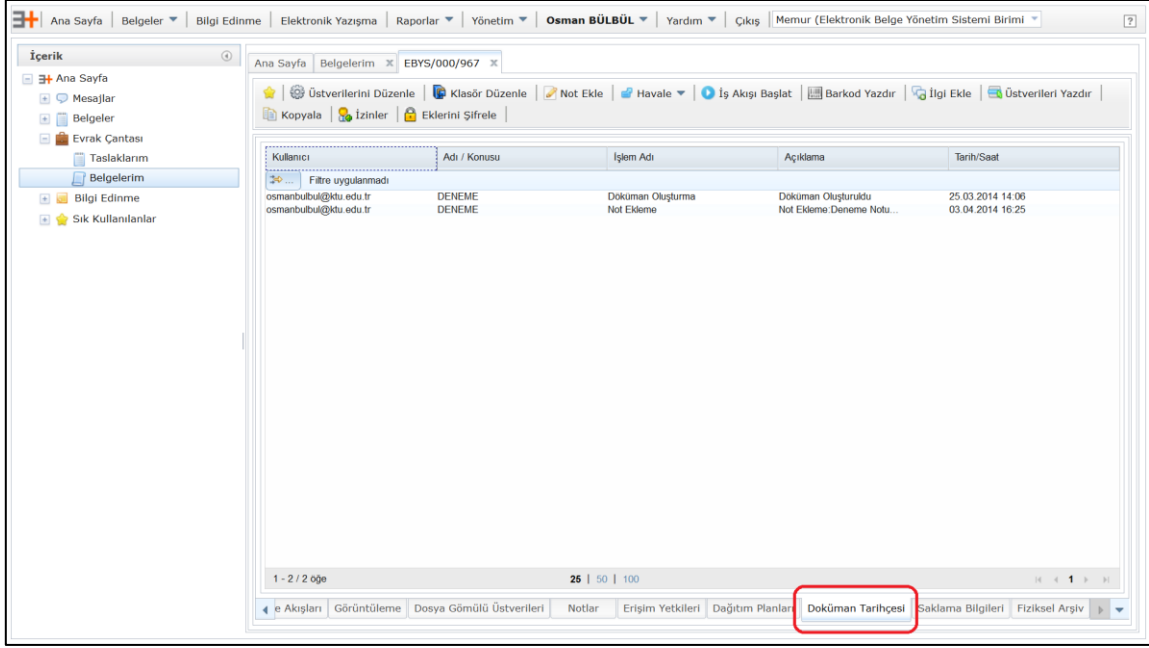 Ana Sayfa Belgeler Bilgi Edinme Elektronik Yazışma Raporlar Yönetim Osman BÜLBÜL Yardım Çıkış Memur (Elektronik Belge Yönetim Sistemi Birimi ?
İçerik
Ana Sayfa
Mesajlar
Belgeler
Evrak Çantası
Taslaklarım
Belgelerim
Bilgi Edinme
Sık Kullanılanlar
Ana Sayfa Belgelerim EBYS/000/967
Üstverilerini Düzenle Klasör Düzenle Not Ekle Havale İş Akışı Başlat Barkod Yazdır İlgi Ekle Üstverileri Yazdır
Kopyala İzinler Eklerini Şifrele
Kullanıcı Adı / Konusu İşlem Adı Açıklama Tarih/Saat
... Filtre uygulanmadı
osmanbulbul@ktu.edu.tr DENEME Döküman Oluşturma Döküman Oluşturuldu 25.03.2014 14:06
osmanbulbul@ktu.edu.tr DENEME Not Ekleme Not Ekleme:Deneme Notu... 03.04.2014 16:25
1 - 2 / 2 öğe 25 | 50 | 100 1
e Akışları Görüntüleme Dosya Gömülü Üstverileri Notlar Erişim Yetkileri Dağıtım Planları Doküman Tarihçesi Saklama Bilgileri Fiziksel Arşiv